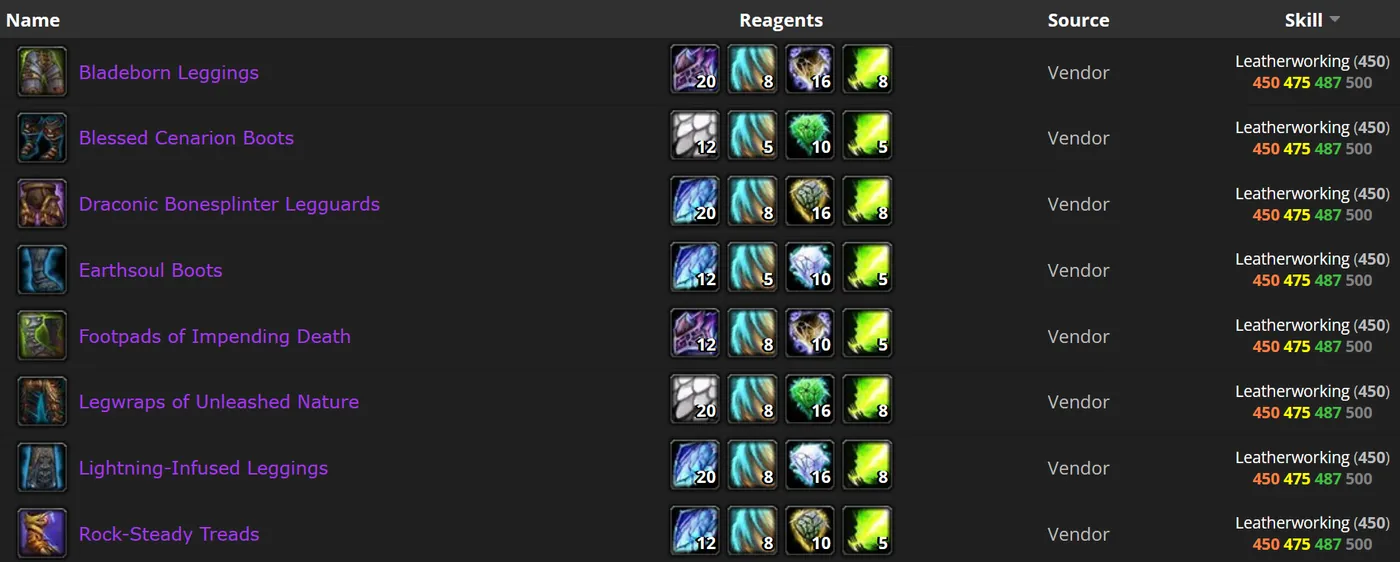 Name Reagents Source Skill
Bladeborn Leggings 20 8 16 8 Vendor Leatherworking (450)
450 475 487 500
Blessed Cenarion Boots 12 5 10 5 Vendor Leatherworking (450)
450 475 487 500
Draconic Bonesplinter Legguards 20 8 16 8 Vendor Leatherworking (450)
450 475 487 500
Earthsoul Boots 12 5 10 5 Vendor Leatherworking (450)
450 475 487 500
Footpads of Impending Death 12 8 10 5 Vendor Leatherworking (450)
450 475 487 500
Legwraps of Unleashed Nature 20 8 16 8 Vendor Leatherworking (450)
450 475 487 500
Lightning-Infused Leggings 20 8 16 8 Vendor Leatherworking (450)
450 475 487 500
Rock-Steady Treads 12 8 10 5 Vendor Leatherworking (450)
450 475 487 500